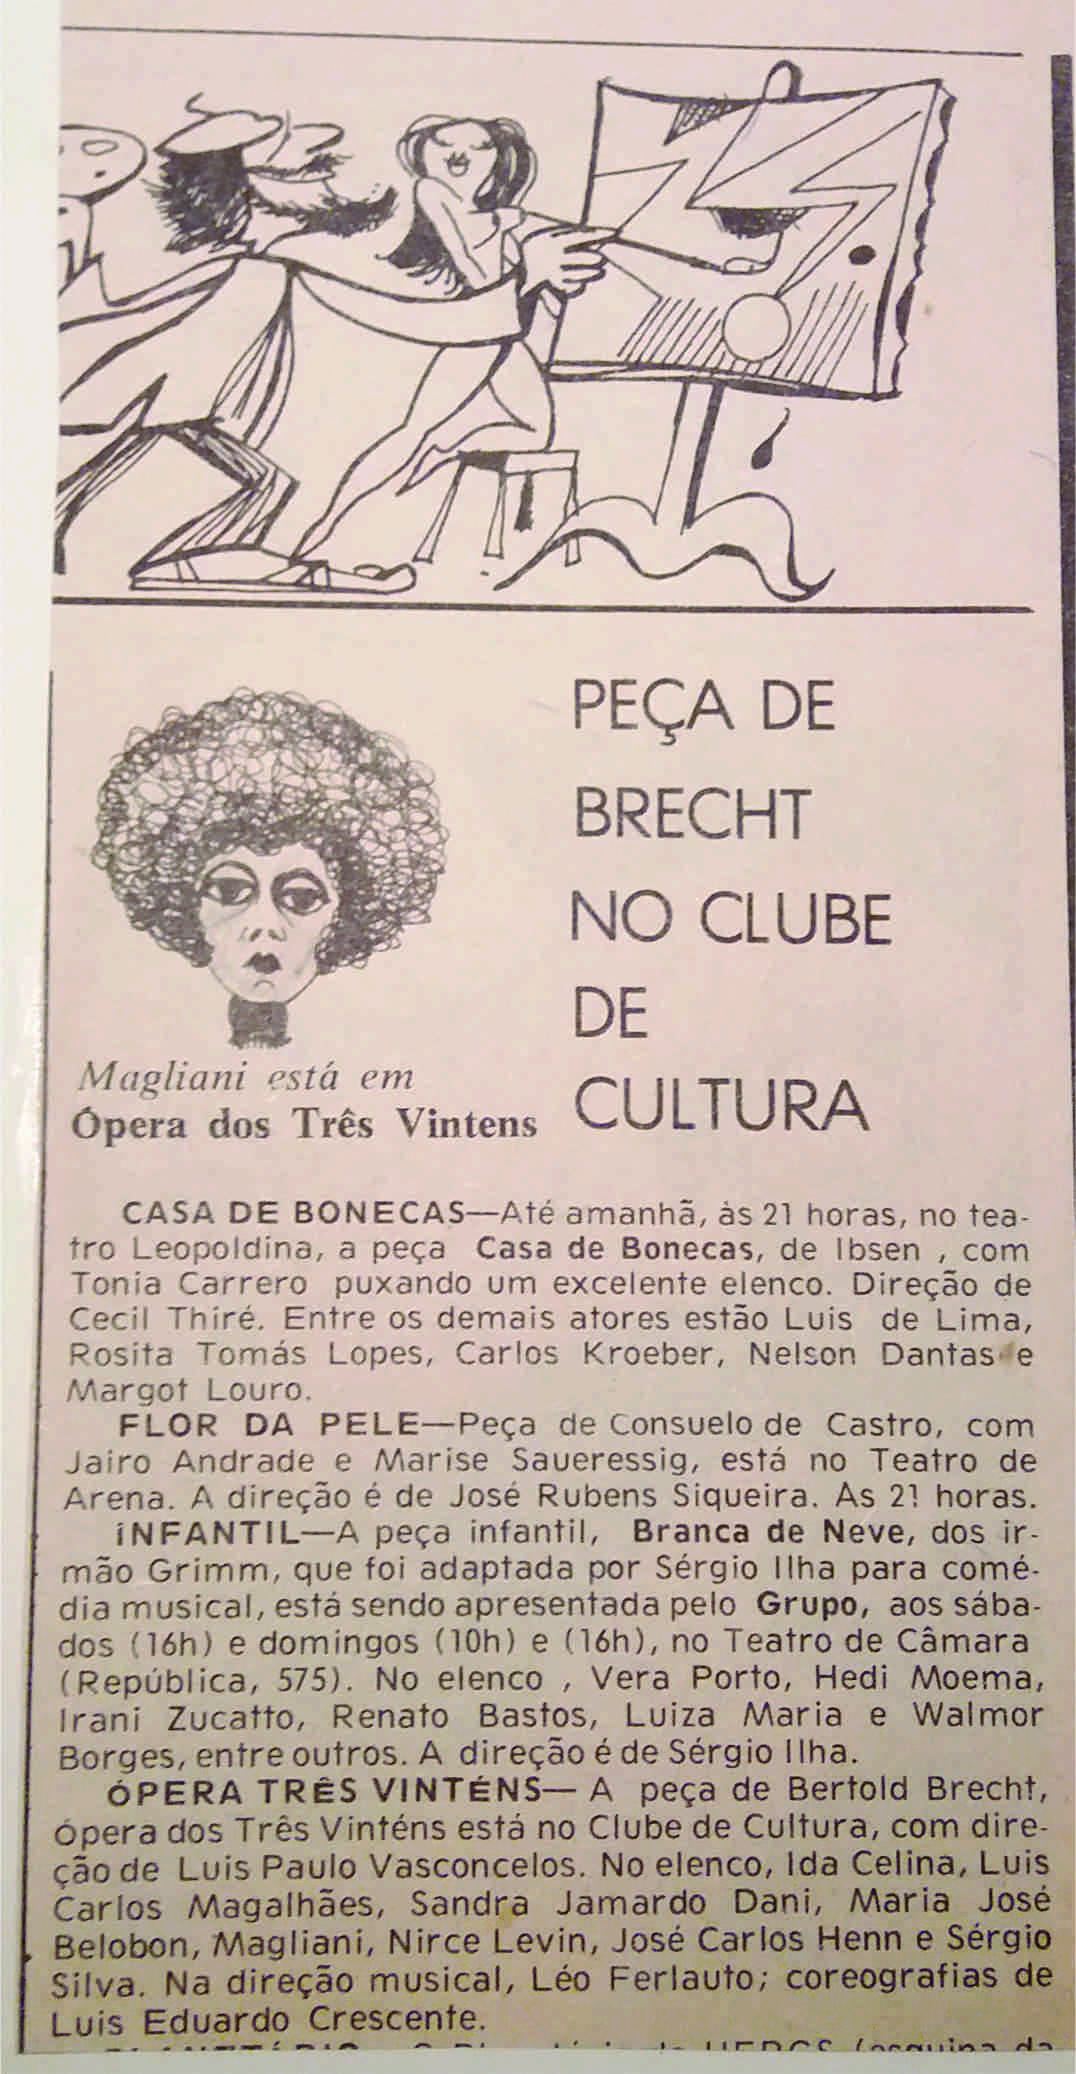 PEÇA DE
BRECHT
NO CLUBE
DE
CULTURA
Magliani está em
Ópera dos Três Vintens
CASA DE BONECAS—Até amanhã, às 21 horas, no tea-
tro Leopoldina, a peça Casa de Bonecas, de Ibsen , com
Tonia Carrero puxando um excelente elenco. Direção de
Cecil Thiré. Entre os demais atores estão Luis de Lima,
Rosita Tomás Lopes, Carlos Kroeber, Nelson Dantas e
Margot Louro.
FLOR DA PELE—Peça de Consuelo de Castro, com
Jairo Andrade e Marise Saueressig, está no Teatro de
Arena. A direção é de José Rubens Siqueira. As 21 horas.
INFANTIL—A peça infantil, Branca de Neve, dos ir-
mão Grimm, que foi adaptada por Sérgio Ilha para comé-
dia musical, está sendo apresentada pelo Grupo, aos sába-
dos (16h) e domingos (10h) e (16h), no Teatro de Câmara
(República, 575). No elenco , Vera Porto, Hedi Moema,
Irani Zucatto, Renato Bastos, Luiza Maria e Walmor
Borges, entre outros. A direção é de Sérgio Ilha.
ÓPERA TRÊS VINTÉNS— A peça de Bertold Brecht,
Ópera dos Três Vinténs está no Clube de Cultura, com dire-
ção de Luis Paulo Vasconcelos. No elenco, Ida Celina, Luis
Carlos Magalhães, Sandra Jamardo Dani, Maria José
Belobon, Magliani, Nirce Levin, José Carlos Henn e Sérgio
Silva. Na direção musical, Léo Ferlauto; coreografias de
Luis Eduardo Crescente.